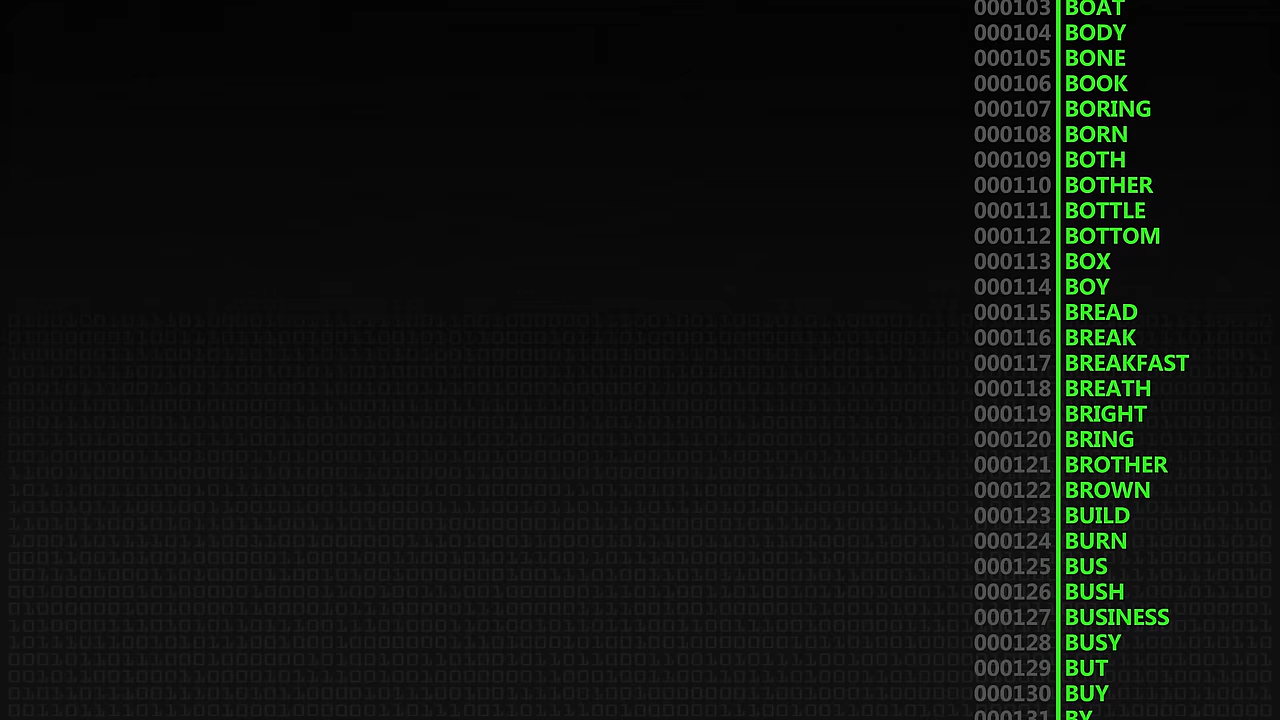 000103 BOAT
000104 BODY
000105 BONE
000106 BOOK
000107 BORING
000108 BORN
000109 BOTH
000110 BOTHER
000111 BOTTLE
000112 BOTTOM
000113 BOX
000114 BOY
000115 BREAD
000116 BREAK
000117 BREAKFAST
000118 BREATH
000119 BRIGHT
000120 BRING
000121 BROTHER
000122 BROWN
000123 BUILD
000124 BURN
000125 BUS
000126 BUSH
000127 BUSINESS
000128 BUSY
000129 BUT
000130 BUY
000131 BY